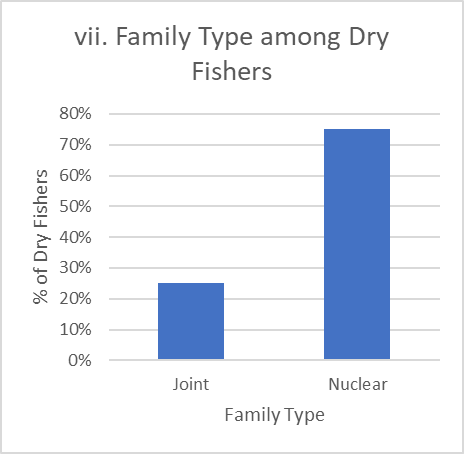 vii. Family Type among Dry
Fishers
% of Dry Fishers
80%
70%
60%
50%
40%
30%
20%
10%
0%
Joint
Nuclear
Family Type